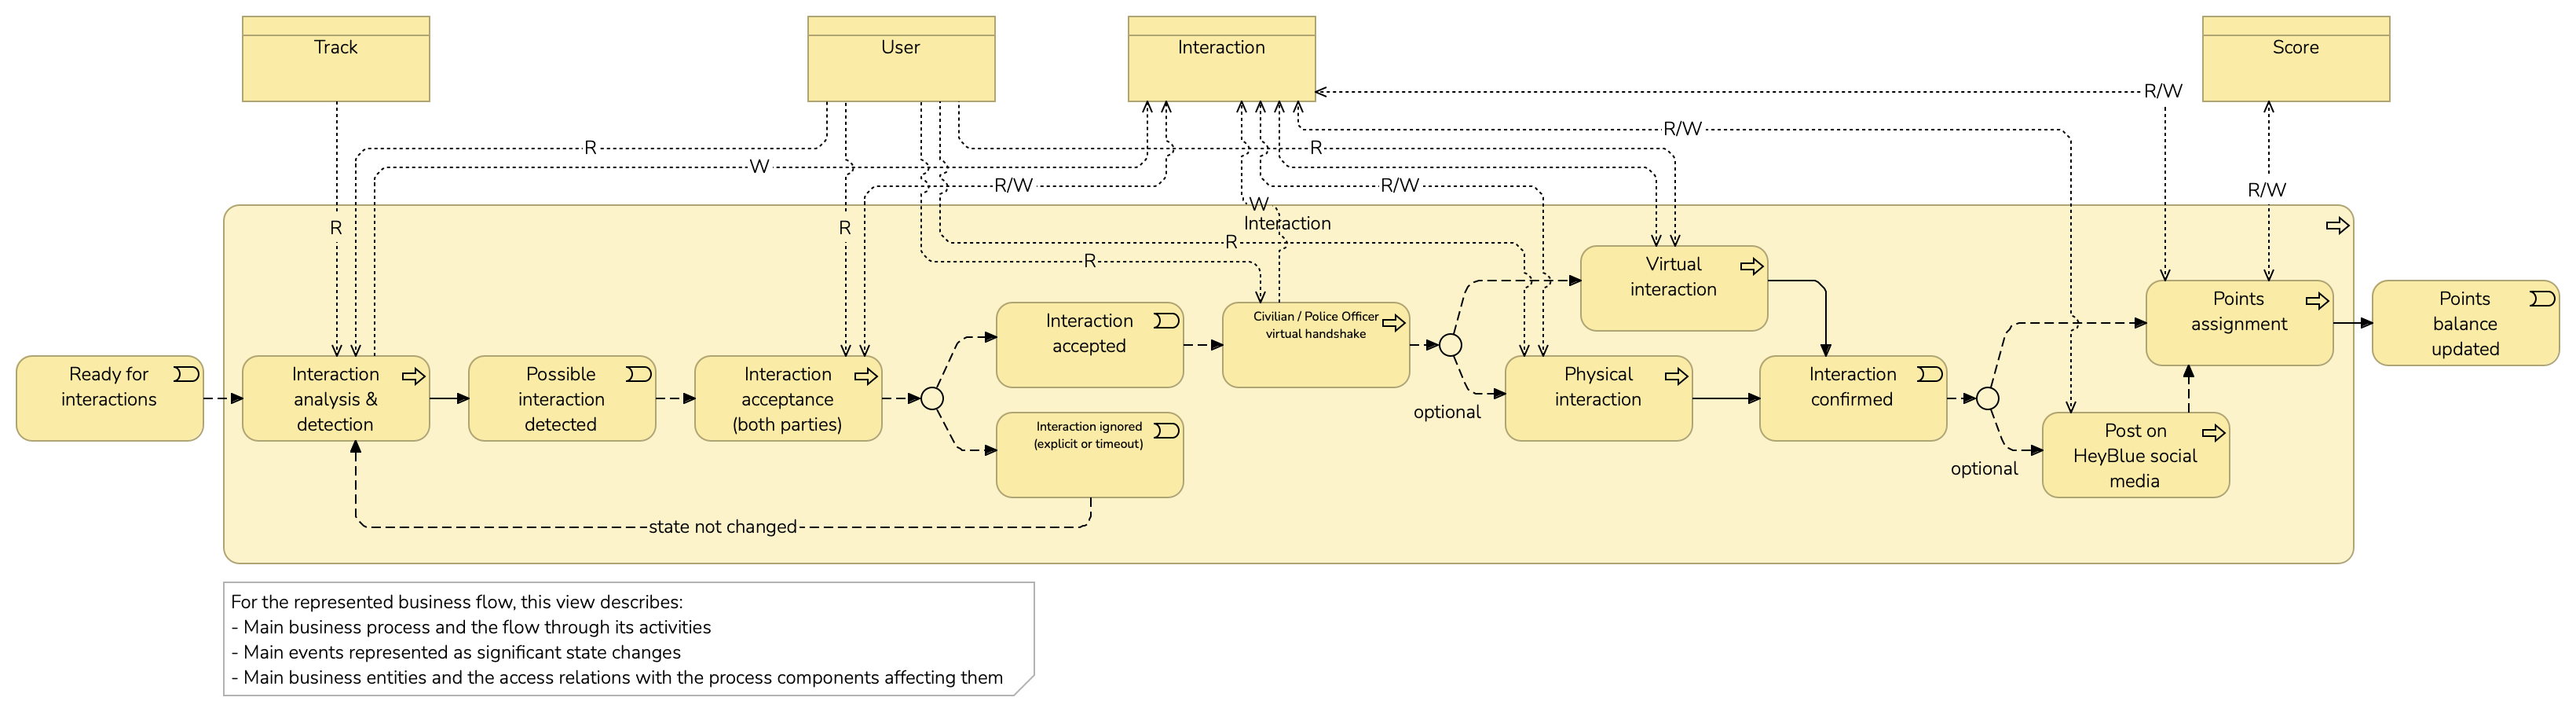 Track
User
Interaction
Score
R/W
R/W
R
R
W
R/W
R/W
R/W
W
Interaction
R
R
R
R
Virtual
interaction
Civilian / Police Officer
virtual handshake
Interaction
accepted
Points
assignment
Points
balance
updated
Ready for
interactions
Interaction
analysis &
detection
Possible
interaction
detected
Interaction
acceptance
(both parties)
Physical
interaction
Interaction
confirmed
optional
Interaction ignored
(explicit or timeout)
Post on
HeyBlue social
media
optional
state not changed
For the represented business flow, this view describes:
- Main business process and the flow through its activities
- Main events represented as significant state changes
- Main business entities and the access relations with the process components affecting them